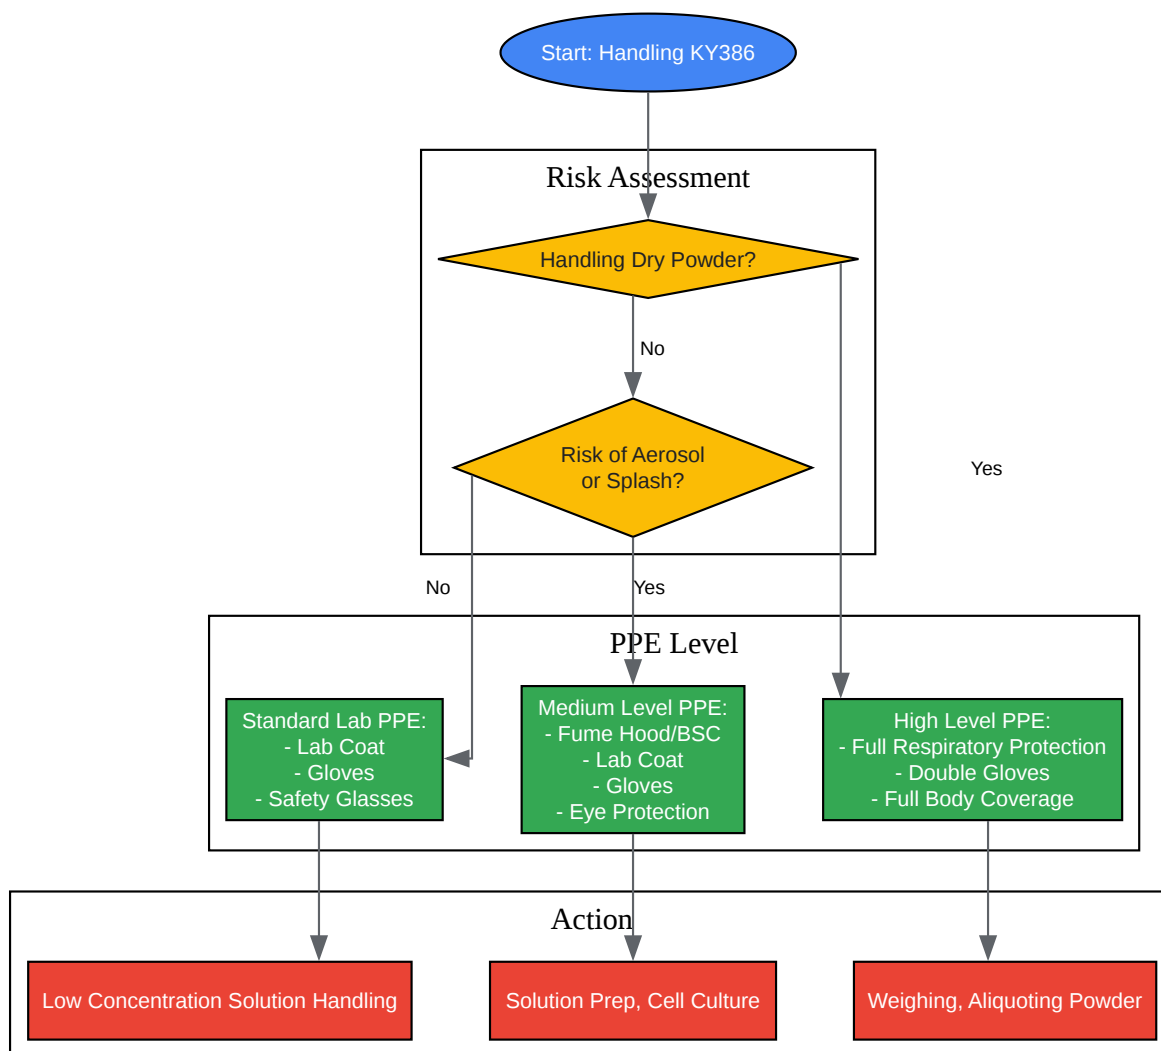 Start: Handling KY386
Risk Assessment
Handling Dry Powder?
No
Risk of Aerosol
or Splash?
Yes
No
Yes
PPE Level
Standard Lab PPE:
- Lab Coat
- Gloves
- Safety Glasses
Medium Level PPE:
- Fume Hood/BSC
- Lab Coat
- Gloves
- Eye Protection
High Level PPE:
- Full Respiratory Protection
- Double Gloves
- Full Body Coverage
Action
Low Concentration Solution Handling
Solution Prep, Cell Culture
Weighing, Aliquoting Powder